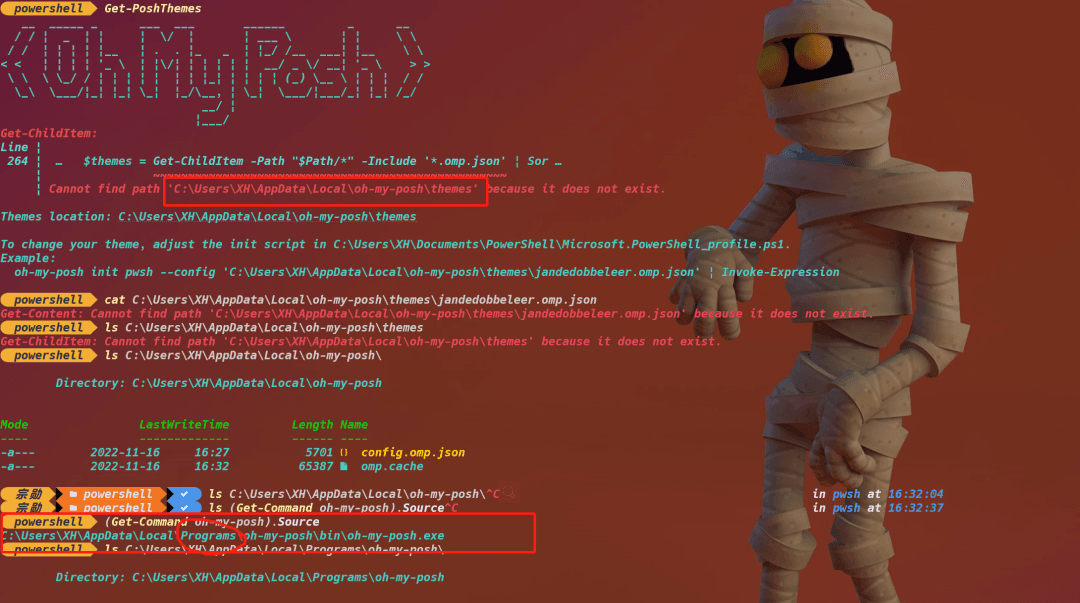 powershell Get-PoshThemes
Get-ChildItem:
Line |
264 | … $themes = Get-ChildItem -Path "$Path/*" -Include '*.omp.json' | Sor …
| ~~~~~~~~~~~~~~~~~~~~~~~~~~~~~~~~~~~~~~~~~~~~~~~~~~~
| Cannot find path 'C:\Users\XH\AppData\Local\oh-my-posh\themes' because it does not exist.
Themes location: C:\Users\XH\AppData\Local\oh-my-posh\themes
To change your theme, adjust the init script in C:\Users\XH\Documents\PowerShell\Microsoft.PowerShell_profile.ps1.
Example:
oh-my-posh init pwsh --config 'C:\Users\XH\AppData\Local\oh-my-posh\themes\jandedobbeleer.omp.json' | Invoke-Expression
powershell cat C:\Users\XH\AppData\Local\oh-my-posh\themes\jandedobbeleer.omp.json
Get-Content: Cannot find path 'C:\Users\XH\AppData\Local\oh-my-posh\themes\jandedobbeleer.omp.json' because it does not exist.
powershell ls C:\Users\XH\AppData\Local\oh-my-posh\themes
Get-ChildItem: Cannot find path 'C:\Users\XH\AppData\Local\oh-my-posh\themes' because it does not exist.
powershell ls C:\Users\XH\AppData\Local\oh-my-posh\
Directory: C:\Users\XH\AppData\Local\oh-my-posh
Mode LastWriteTime Length Name
---- ------------- ------ ----
-a--- 2022-11-16 16:27 5701 config.omp.json
-a--- 2022-11-16 16:32 65387 omp.cache
宗勋 powershell ls C:\Users\XH\AppData\Local\oh-my-posh\^C in pwsh at 16:32:04
宗勋 powershell ls (Get-Command oh-my-posh).Source^C in pwsh at 16:32:37
powershell (Get-Command oh-my-posh).Source
C:\Users\XH\AppData\Local\Programs\oh-my-posh\bin\oh-my-posh.exe
powershell ls C:\Users\XH\AppData\Local\Programs\oh-my-posh\
Directory: C:\Users\XH\AppData\Local\Programs\oh-my-posh